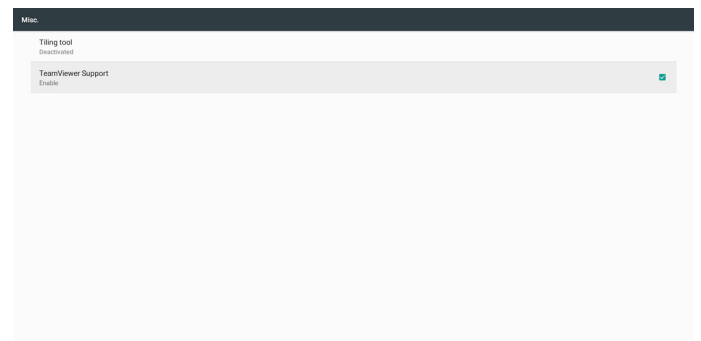 Misc.
Tiling tool
Deactivated
TeamViewer Support
Enable